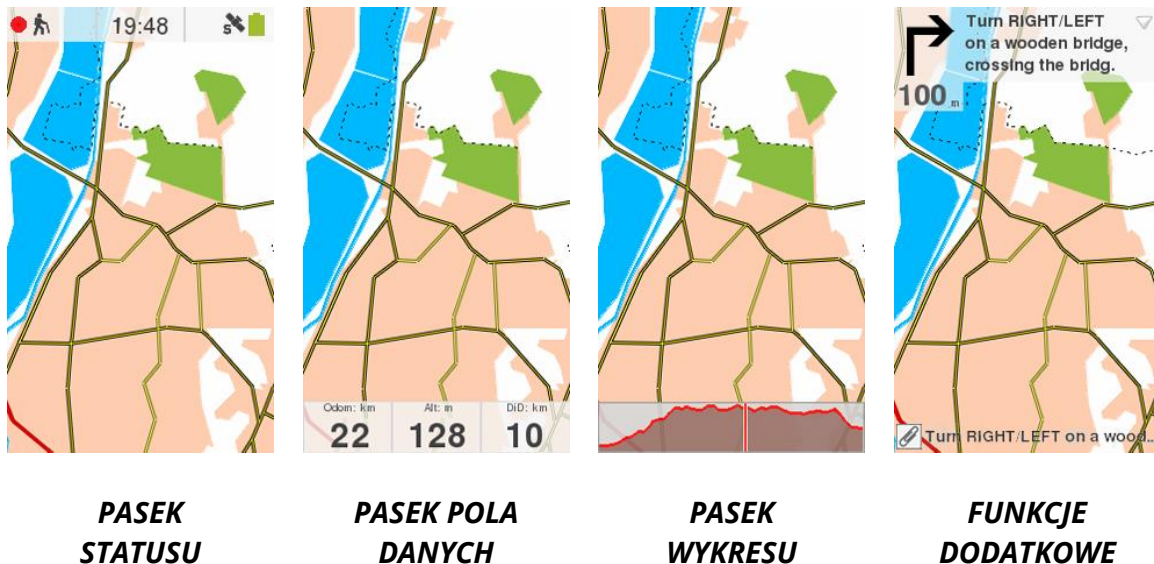 19:48
S
Odom: km
Alt: m
DiD: km
22
128
10
Turn RIGHT/LEFT
on a wooden bridge,
crossing the bridg.
100 m
Turn RIGHT/LEFT on a wood..
PASEK
STATUSU
PASEK POLA
DANYCH
PASEK
WYKRESU
FUNKCJE
DODATKOWE